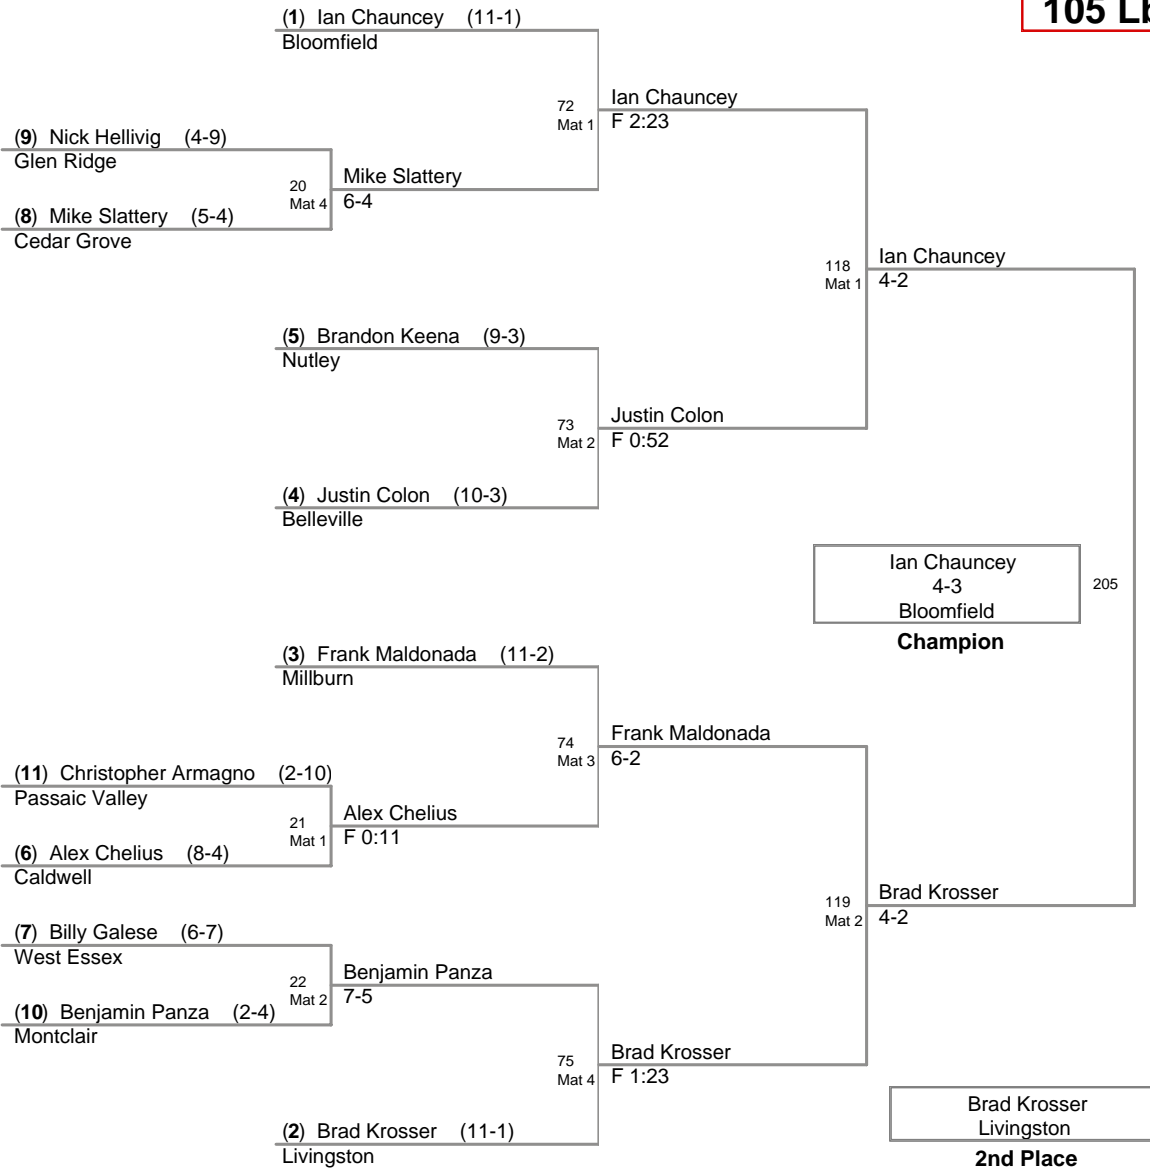 105 Lb
(1) Ian Chauncey (11-1)
Bloomfield
72
Mat 1
Ian Chauncey
F 2:23
(9) Nick Hellivig (4-9)
Glen Ridge
20
Mat 4
Mike Slattery
6-4
(8) Mike Slattery (5-4)
Cedar Grove
118
Mat 1
Ian Chauncey
4-2
(5) Brandon Keena (9-3)
Nutley
73
Mat 2
Justin Colon
F 0:52
(4) Justin Colon (10-3)
Belleville
Ian Chauncey
4-3
Bloomfield
205
Champion
(3) Frank Maldonada (11-2)
Millburn
74
Mat 3
Frank Maldonada
6-2
(11) Christopher Armagno (2-10)
Passaic Valley
21
Mat 1
Alex Chelius
F 0:11
(6) Alex Chelius (8-4)
Caldwell
119
Mat 2
Brad Krosser
4-2
(7) Billy Galese (6-7)
West Essex
22
Mat 2
Benjamin Panza
7-5
(10) Benjamin Panza (2-4)
Montclair
75
Mat 4
Brad Krosser
F 1:23
(2) Brad Krosser (11-1)
Livingston
Brad Krosser
Livingston
2nd Place